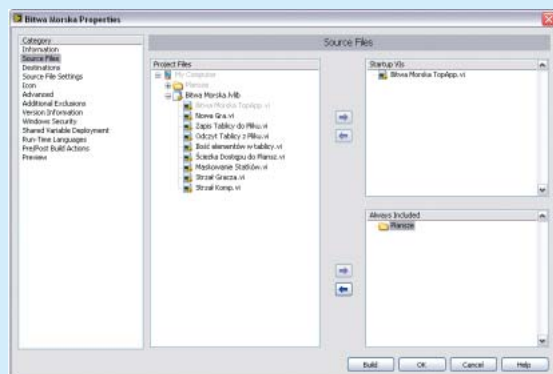 Bitwa Morska Properties
Category
Information
Source Files
Destinations
Source File Settings
Icon
Advanced
Additional Exclusions
Version Information
Windows Security
Shared Variable Deployment
Run-Time Languages
Pre/Post Build Actions
Preview
Source Files
Project Files
My Computer
Plansze
Bitwa Morska.lvlib
Bitwa Morska TopApp.vi
Nowa Gra.vi
Zapis Tablicy do Pliku.vi
Odczyt Tablicy z Pliku.vi
Ilość elementów w tablicy.vi
Ścieżka Dostępu do Plansz.vi
Maskowanie Statków.vi
Strzał Gracza.vi
Strzał Komp.vi
Startup VIs
Bitwa Morska TopApp.vi
Always Included
Plansze
Build
OK
Cancel
Help